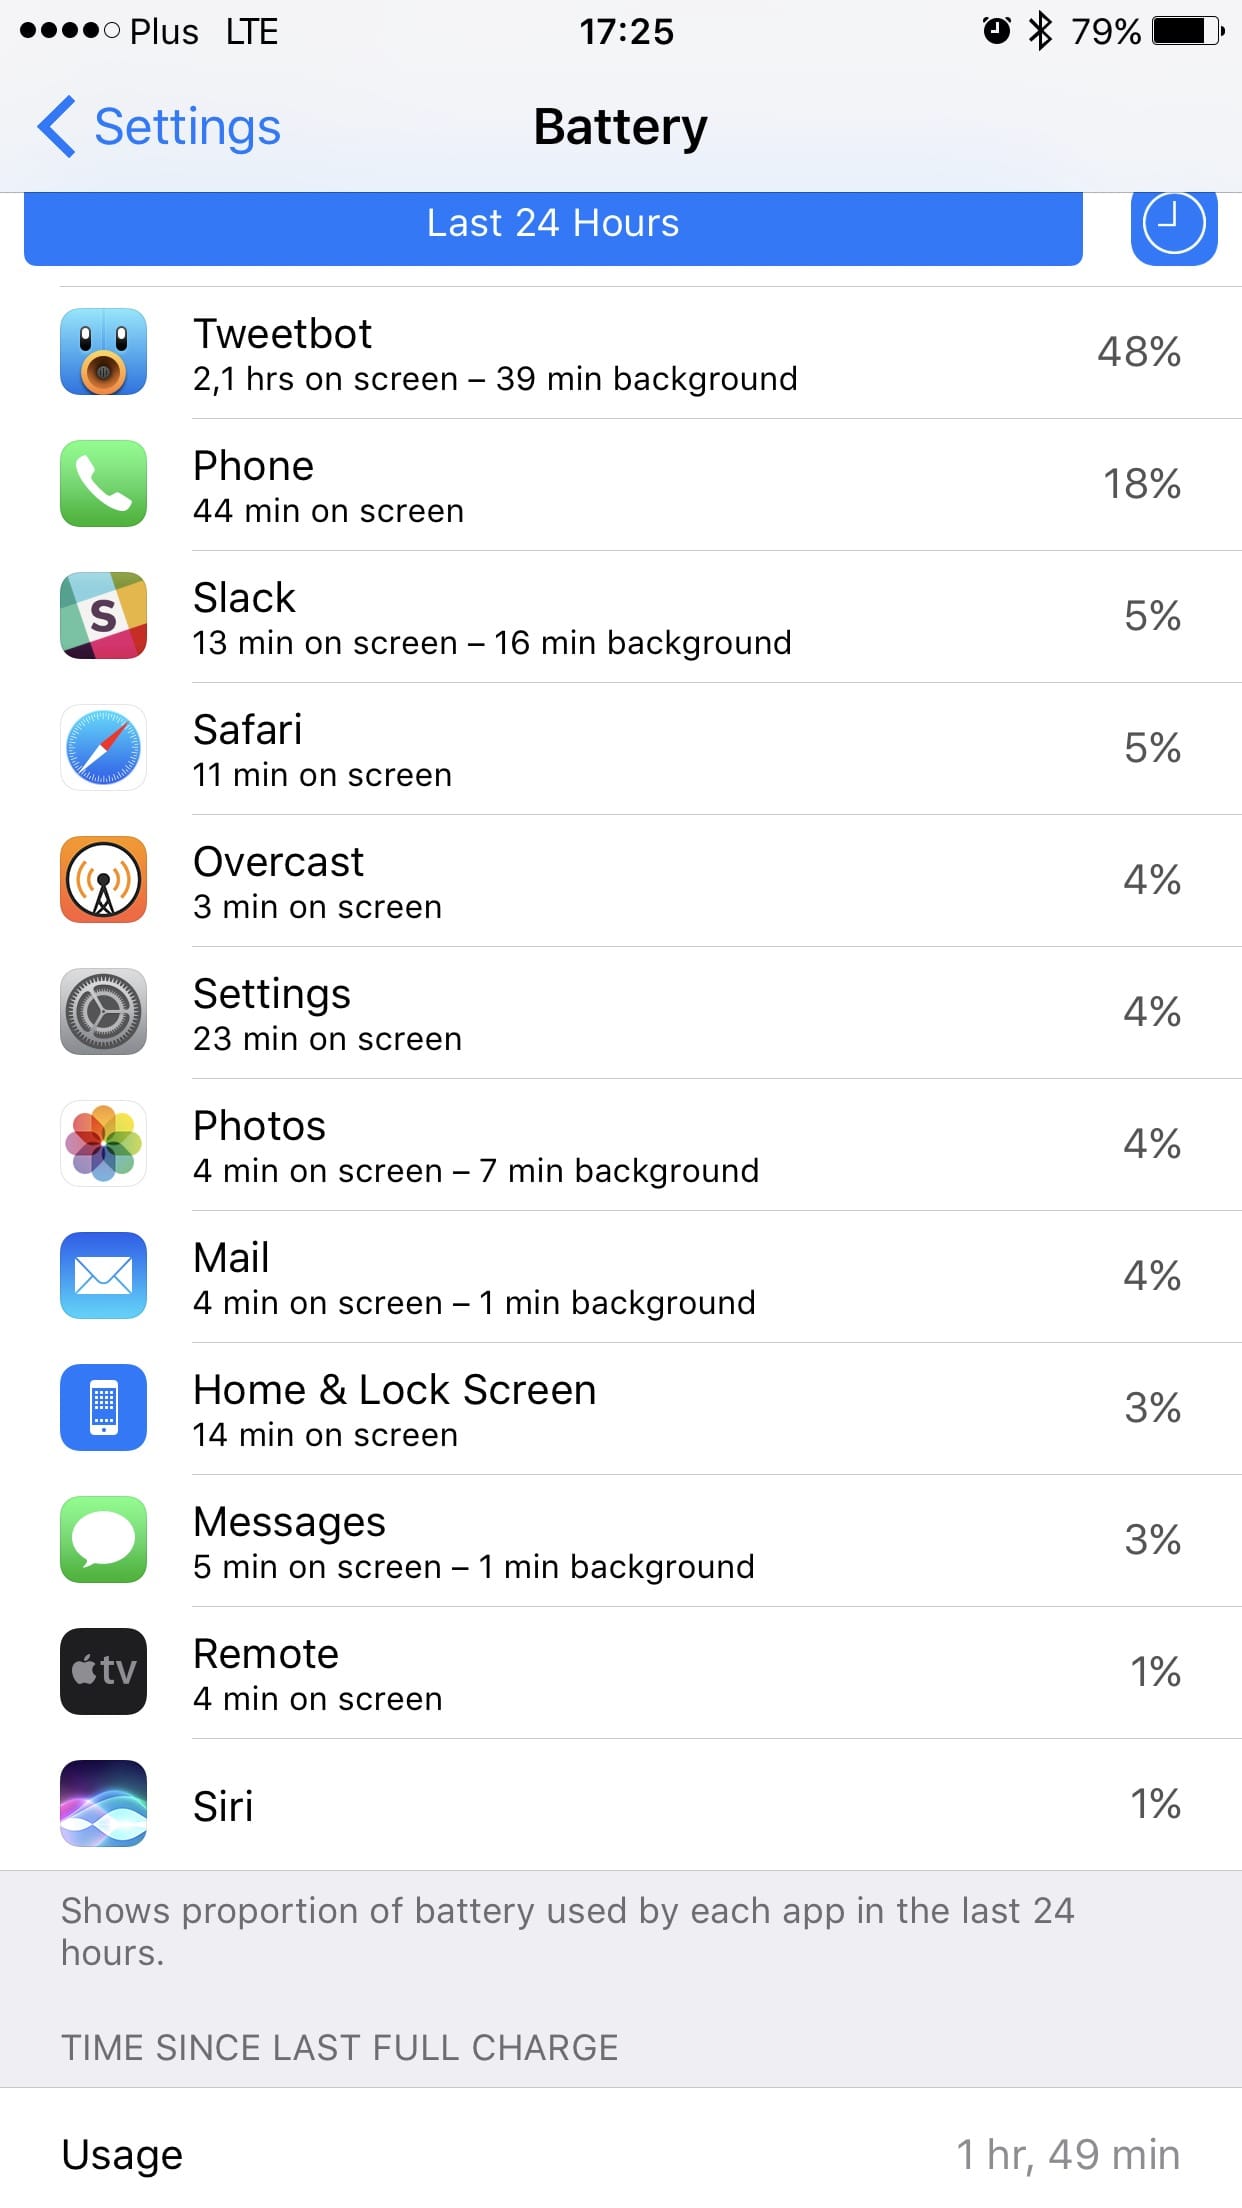 Plus LTE 17:25 79%
Settings Battery
Last 24 Hours
Tweetbot
2,1 hrs on screen – 39 min background
48%
Phone
44 min on screen
18%
S
Slack
13 min on screen – 16 min background
5%
Safari
11 min on screen
5%
Overcast
3 min on screen
4%
Settings
23 min on screen
4%
Photos
4 min on screen – 7 min background
4%
Mail
4 min on screen – 1 min background
4%
Home & Lock Screen
14 min on screen
3%
Messages
5 min on screen – 1 min background
3%
tv
Remote
4 min on screen
1%
Siri
1%
Shows proportion of battery used by each app in the last 24
hours.
TIME SINCE LAST FULL CHARGE
Usage 1 hr, 49 min